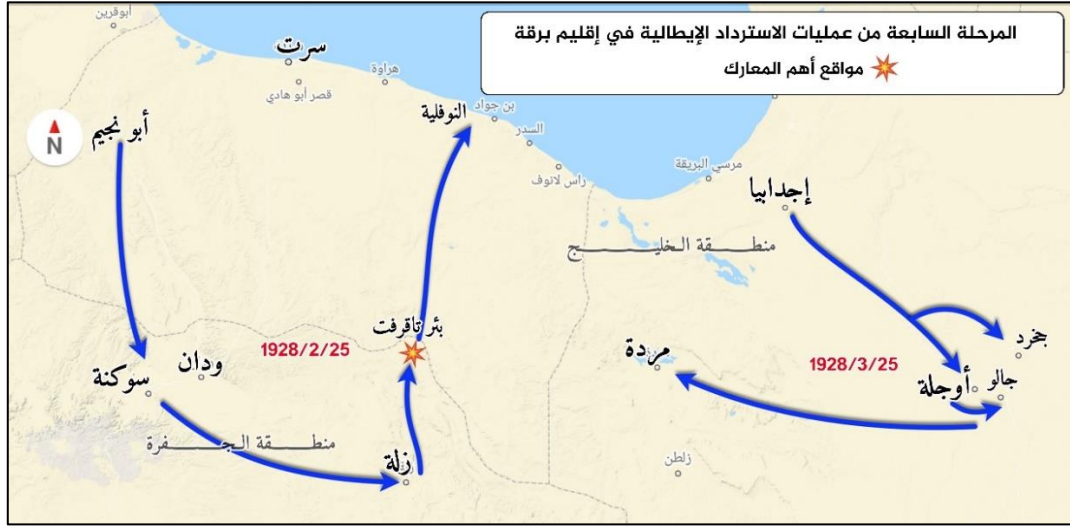 المرحلة السابعة من عمليات الاسترداد الإيطالية في إقليم برقة
مواقع أهم المعارك
أبوقرين
سرت
هراوة
قصر أبو هادي
بن جواد
النوفلية
السدر
راس لانوف
مرسى البريقة
أبو نجيم
N
إجدابيا
منطقة الخليج
بئر تاقرفت
1928/2/25
ودان
سوكنة
مردة
1928/3/25
جخرد
جالو
أوجلة
منطقة الجفرة
زلة
زلطن